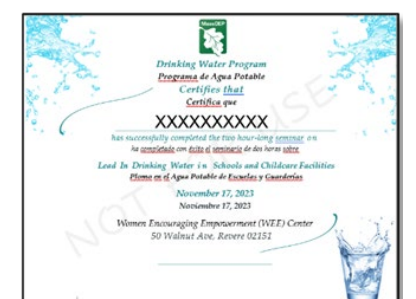 MassDEP
Drinking Water Program
Programa de Agua Potable
Certifies that
Certifica que
XXXXXXXXXX
has successfully completed the two hour-long seminar on
ha completado con éxito el seminario de dos horas sobre
Lead In Drinking Water in Schools and Childcare Facilities
Plomo en el Agua Potable de Escuelas y Guarderías
November 17, 2023
Noviembre 17, 2023
Women Encouraging Empowerment (WEE) Center
50 Walnut Ave, Revere 02151